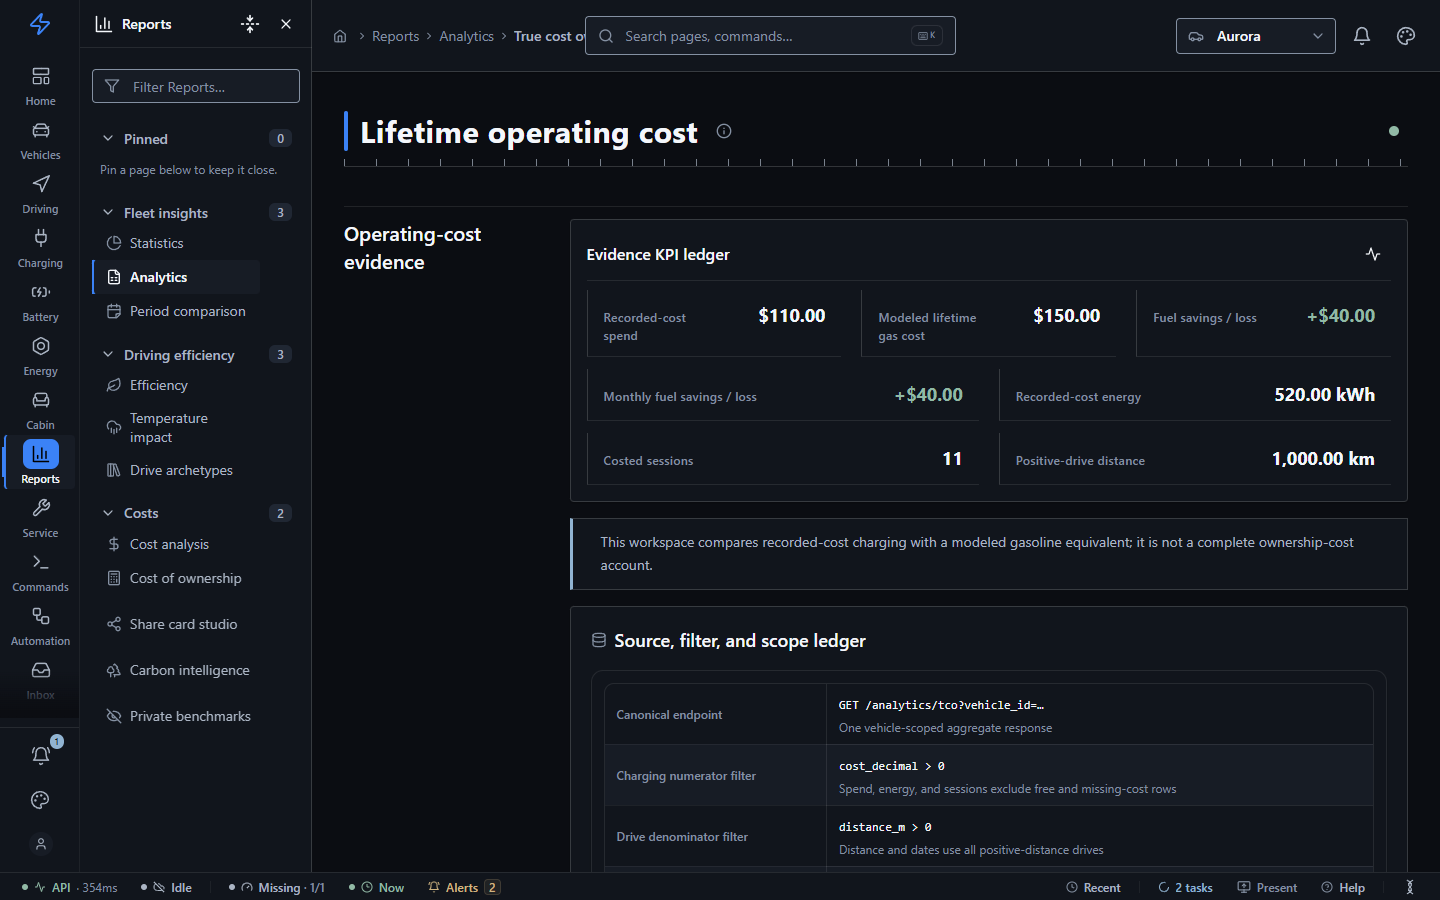 Reports
Reports
Analytics
True cost ov
Search pages, commands...
K
Aurora
Home
Vehicles
Driving
Charging
Battery
Energy
Cabin
Reports
Service
Commands
Automation
Inbox
1
Filter Reports...
Pinned
0
Pin a page below to keep it close.
Fleet insights
3
Statistics
Analytics
Period comparison
Driving efficiency
3
Efficiency
Temperature
impact
Drive archetypes
Costs
2
Cost analysis
Cost of ownership
Share card studio
Carbon intelligence
Private benchmarks
Lifetime operating cost
Operating-cost
evidence
Evidence KPI ledger
Recorded-cost
spend
$110.00
Modeled lifetime
gas cost
$150.00
Fuel savings / loss
+$40.00
Monthly fuel savings / loss
+$40.00
Recorded-cost energy
520.00 kWh
Costed sessions
11
Positive-drive distance
1,000.00 km
This workspace compares recorded-cost charging with a modeled gasoline equivalent; it is not a complete ownership-cost
account.
Source, filter, and scope ledger
Canonical endpoint
GET /analytics/tco?vehicle_id=…
One vehicle-scoped aggregate response
Charging numerator filter
cost_decimal > 0
Spend, energy, and sessions exclude free and missing-cost rows
Drive denominator filter
distance_m > 0
Distance and dates use all positive-distance drives
API · 354ms
Idle
Missing · 1/1
Now
Alerts 2
Recent
2 tasks
Present
Help